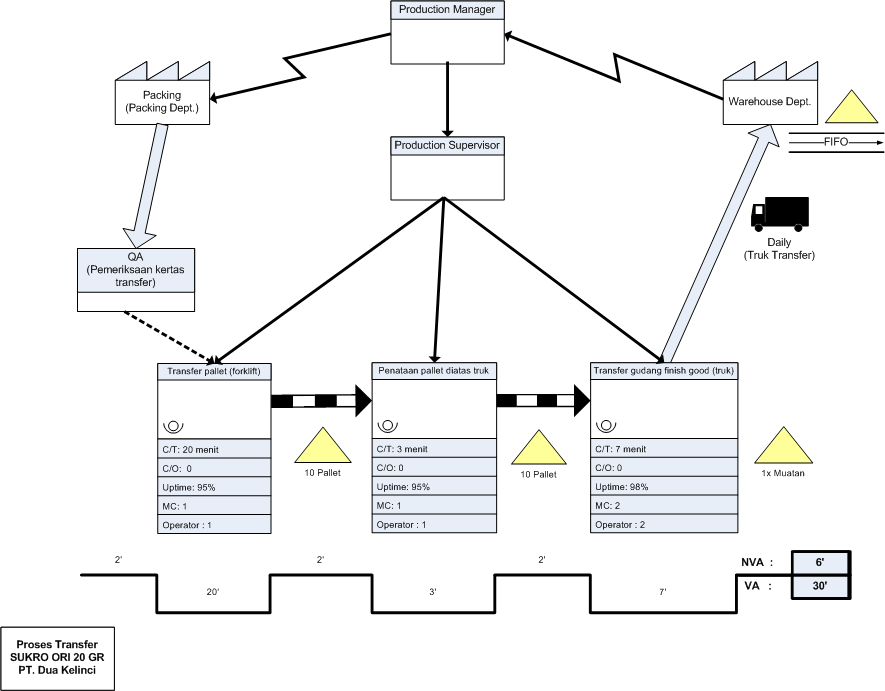 Production Manager
Packing
(Packing Dept.)
Warehouse Dept.
FIFO
Production Supervisor
Daily
(Truk Transfer)
QA
(Pemeriksaan kertas
transfer)
Transfer pallet (forklift)
C/T: 20 menit
C/O: 0
Uptime: 95%
MC: 1
Operator : 1
10 Pallet
Penataan pallet diatas truk
C/T: 3 menit
C/O: 0
Uptime: 95%
MC: 1
Operator : 1
10 Pallet
Transfer gudang finish good (truk)
C/T: 7 menit
C/O: 0
Uptime: 98%
MC: 2
Operator : 2
1x Muatan
2'
20'
2'
3'
2'
7'
NVA : 6'
VA : 30'
Proses Transfer
SUKRO ORI 20 GR
PT. Dua Kelinci